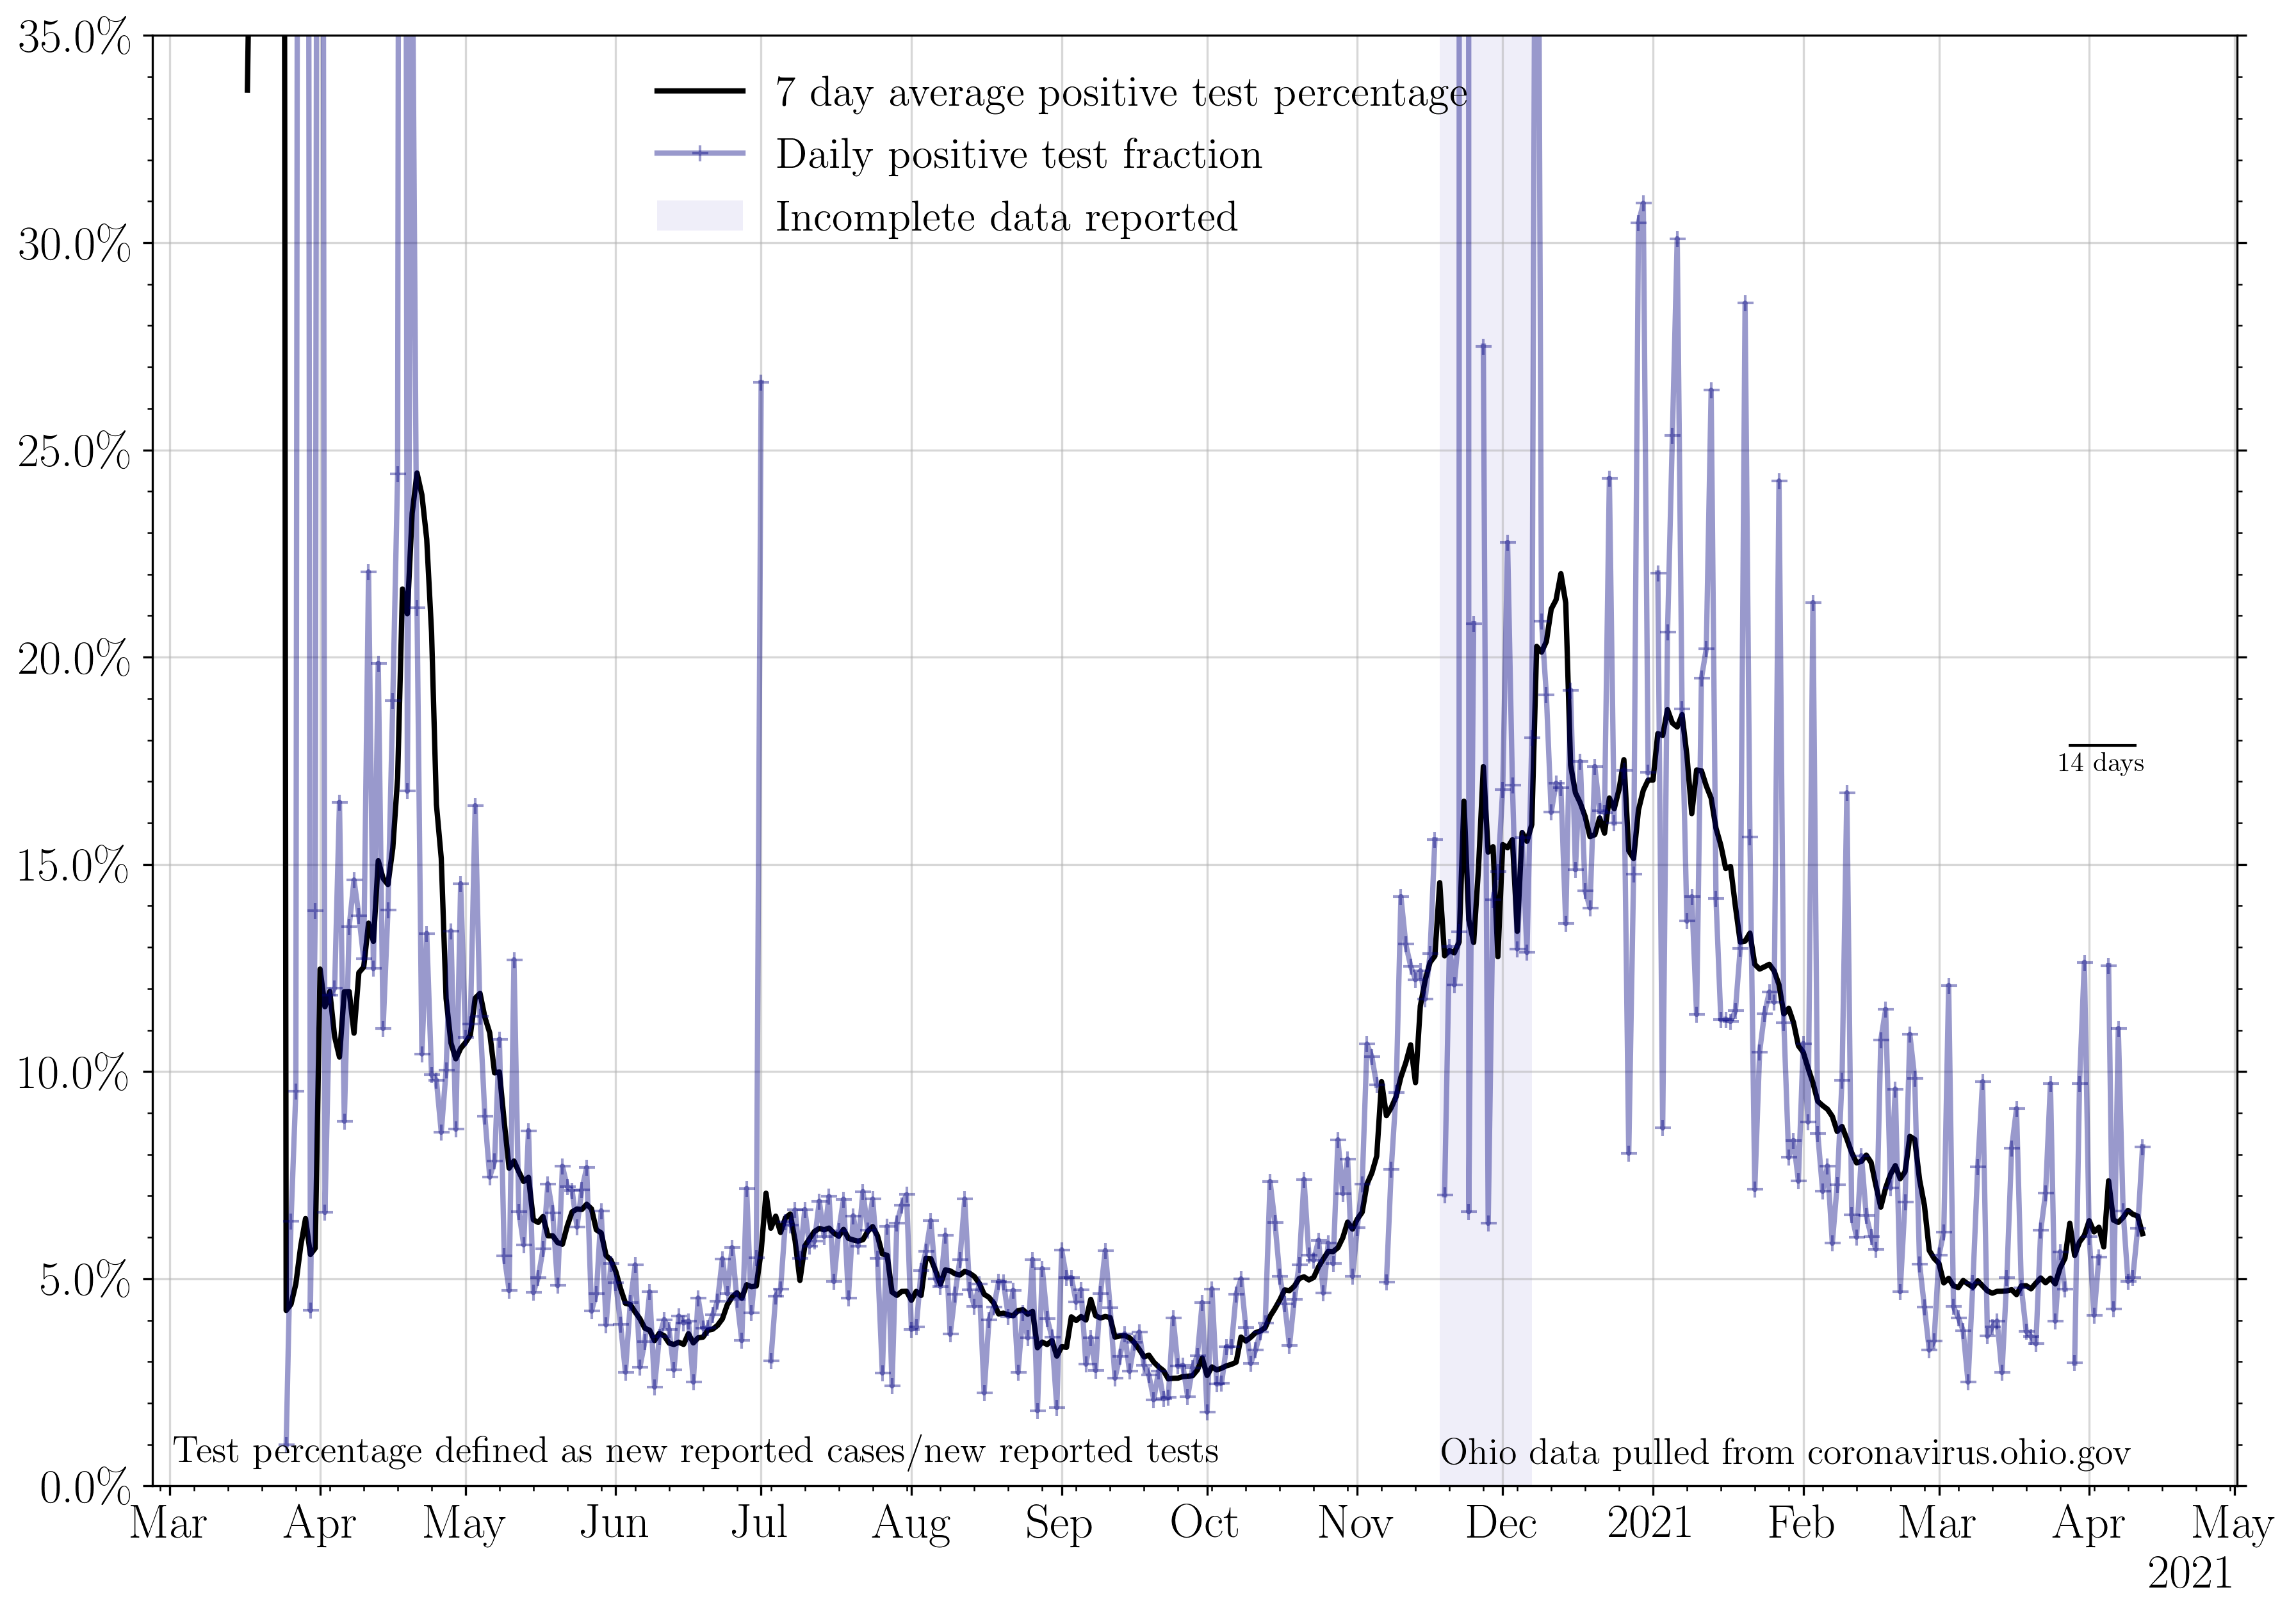 35.0%
30.0%
25.0%
20.0%
15.0%
10.0%
5.0%
0.0%
7 day average positive test percentage
Daily positive test fraction
Incomplete data reported
14 days
Test percentage defined as new reported cases/new reported tests
Ohio data pulled from coronavirus.ohio.gov
Mar Apr May Jun Jul Aug Sep Oct Nov Dec 2021 Feb Mar Apr May
2021